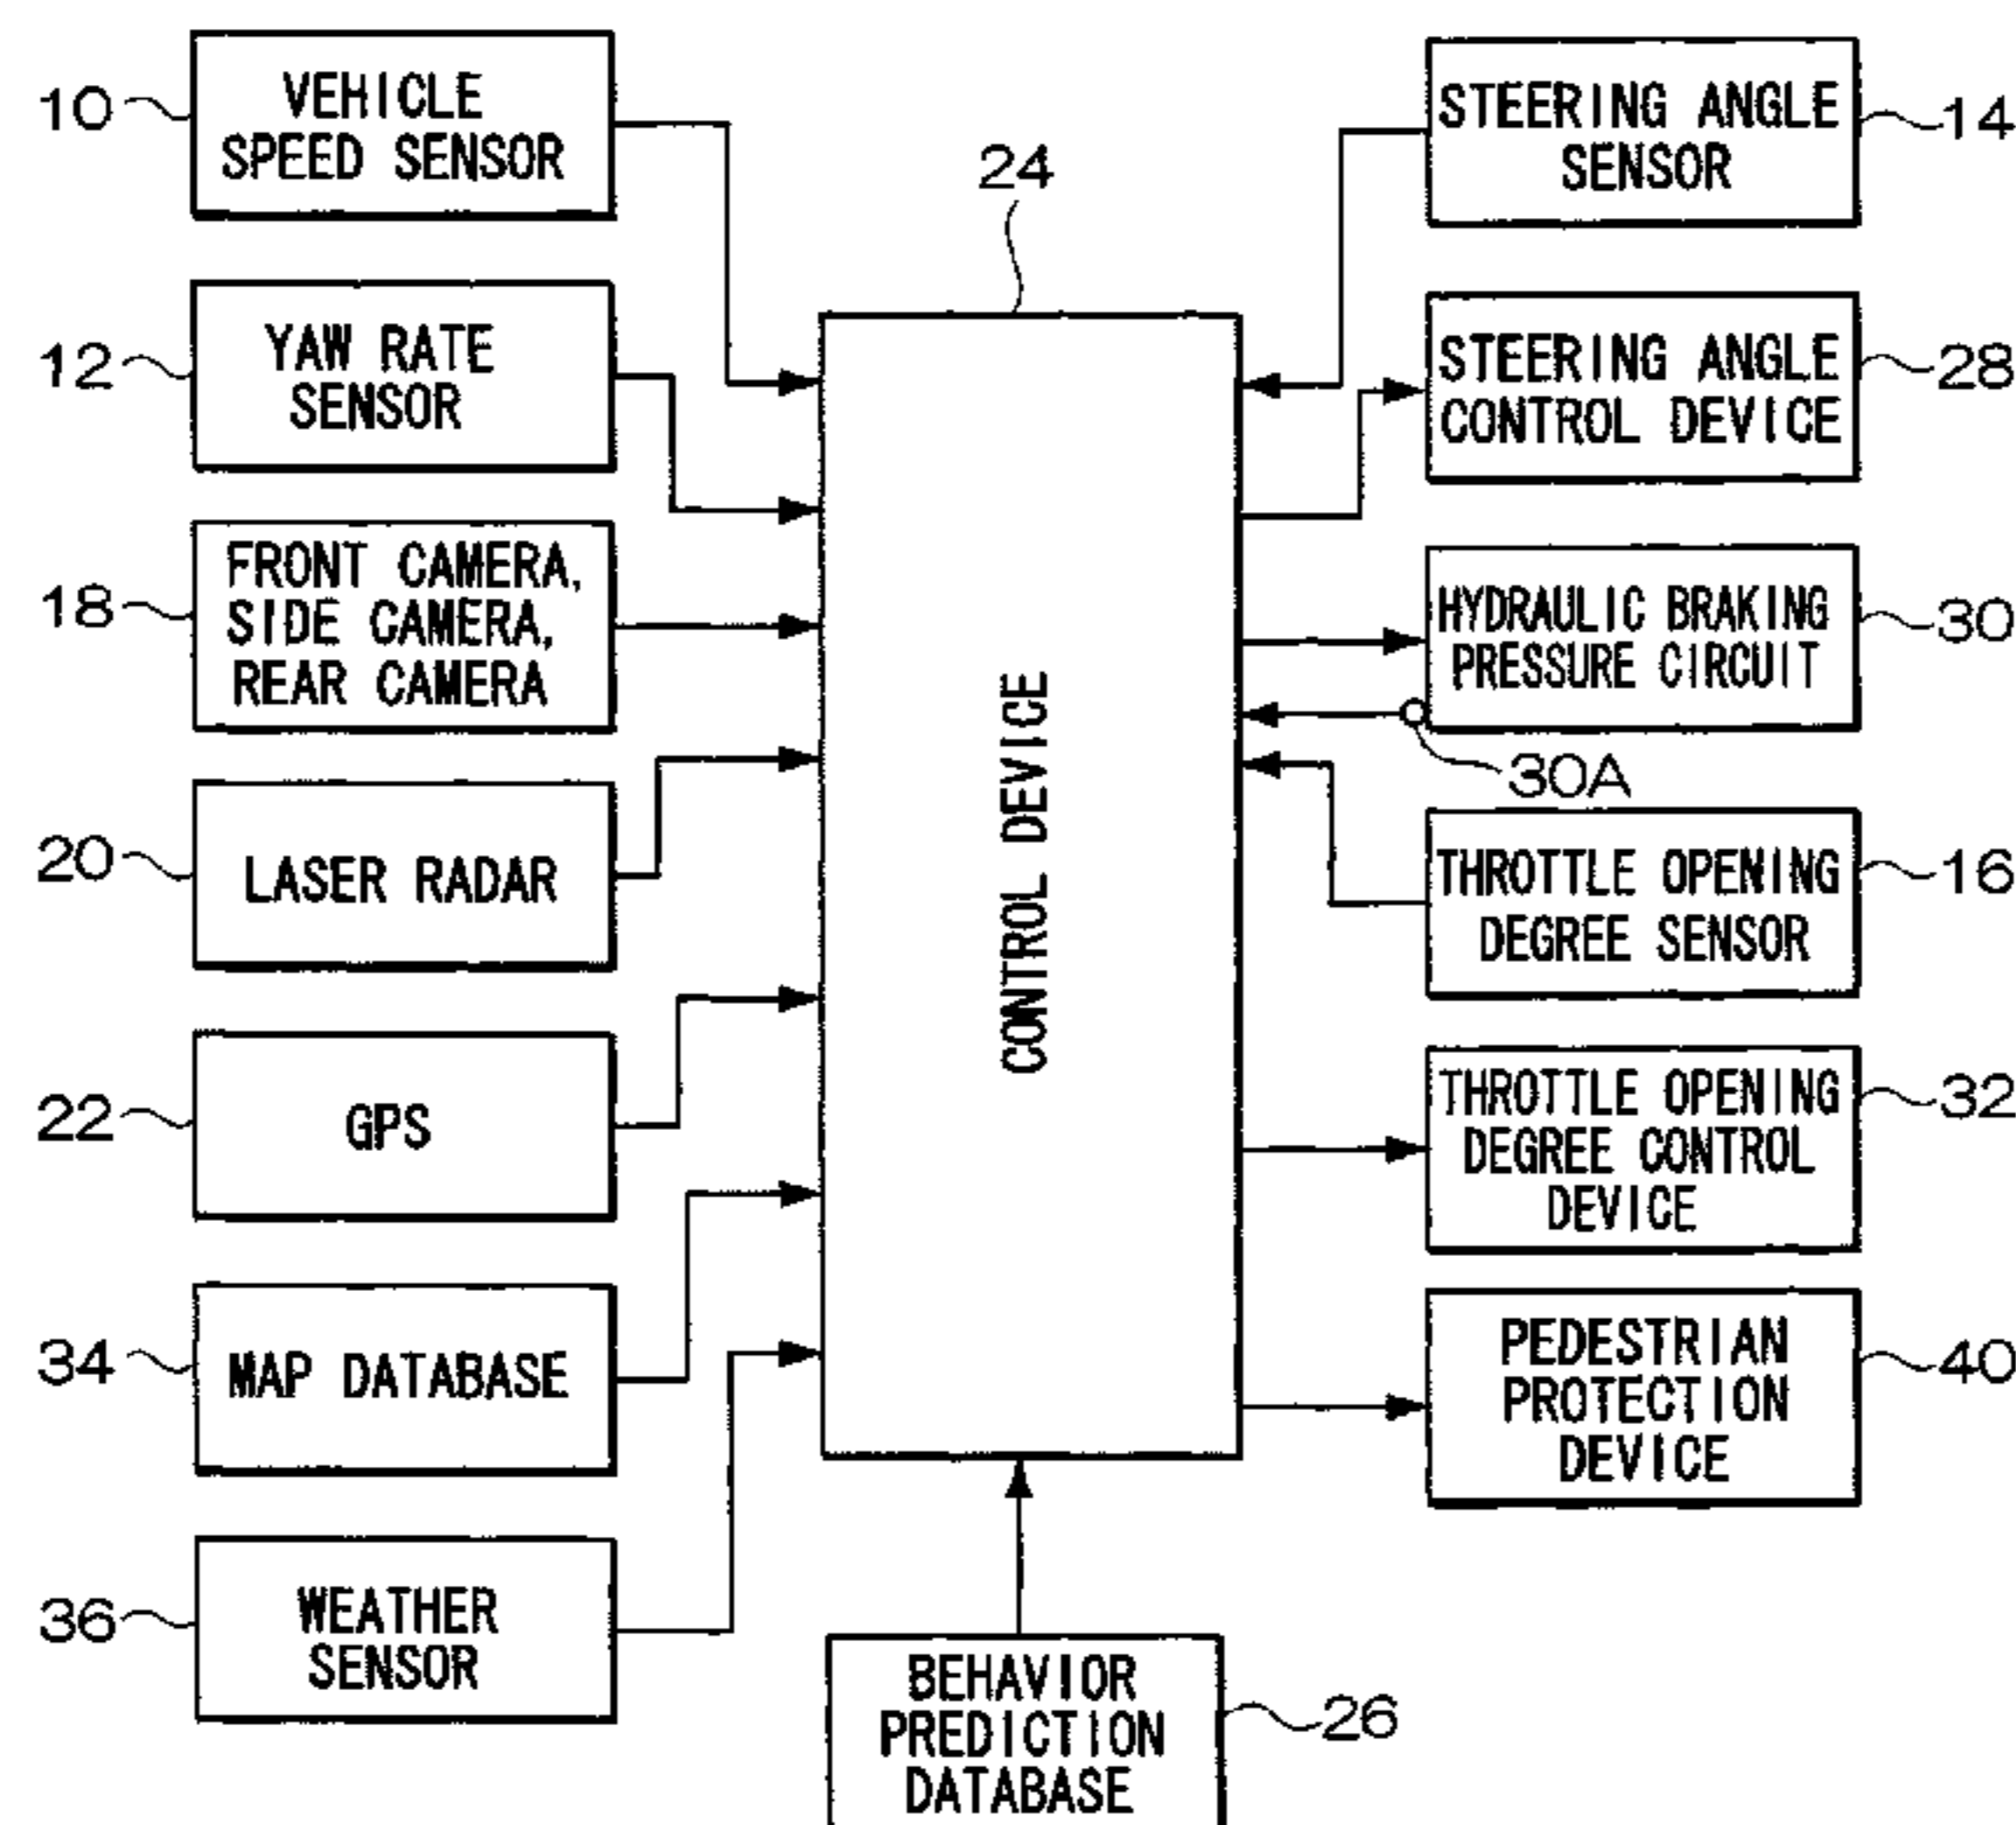 10
VEHICLE
SPEED SENSOR
12
YAW RATE
SENSOR
18
FRONT CAMERA,
SIDE CAMERA,
REAR CAMERA
20
LASER RADAR
22
GPS
34
MAP DATABASE
36
WEATHER
SENSOR
24
CONTROL DEVICE
BEHAVIOR
PREDICTION
DATABASE
26
STEERING ANGLE
SENSOR
14
STEERING ANGLE
CONTROL DEVICE
28
HYDRAULIC BRAKING
PRESSURE CIRCUIT
30
30A
THROTTLE OPENING
DEGREE SENSOR
16
THROTTLE OPENING
DEGREE CONTROL
DEVICE
32
PEDESTRIAN
PROTECTION
DEVICE
40